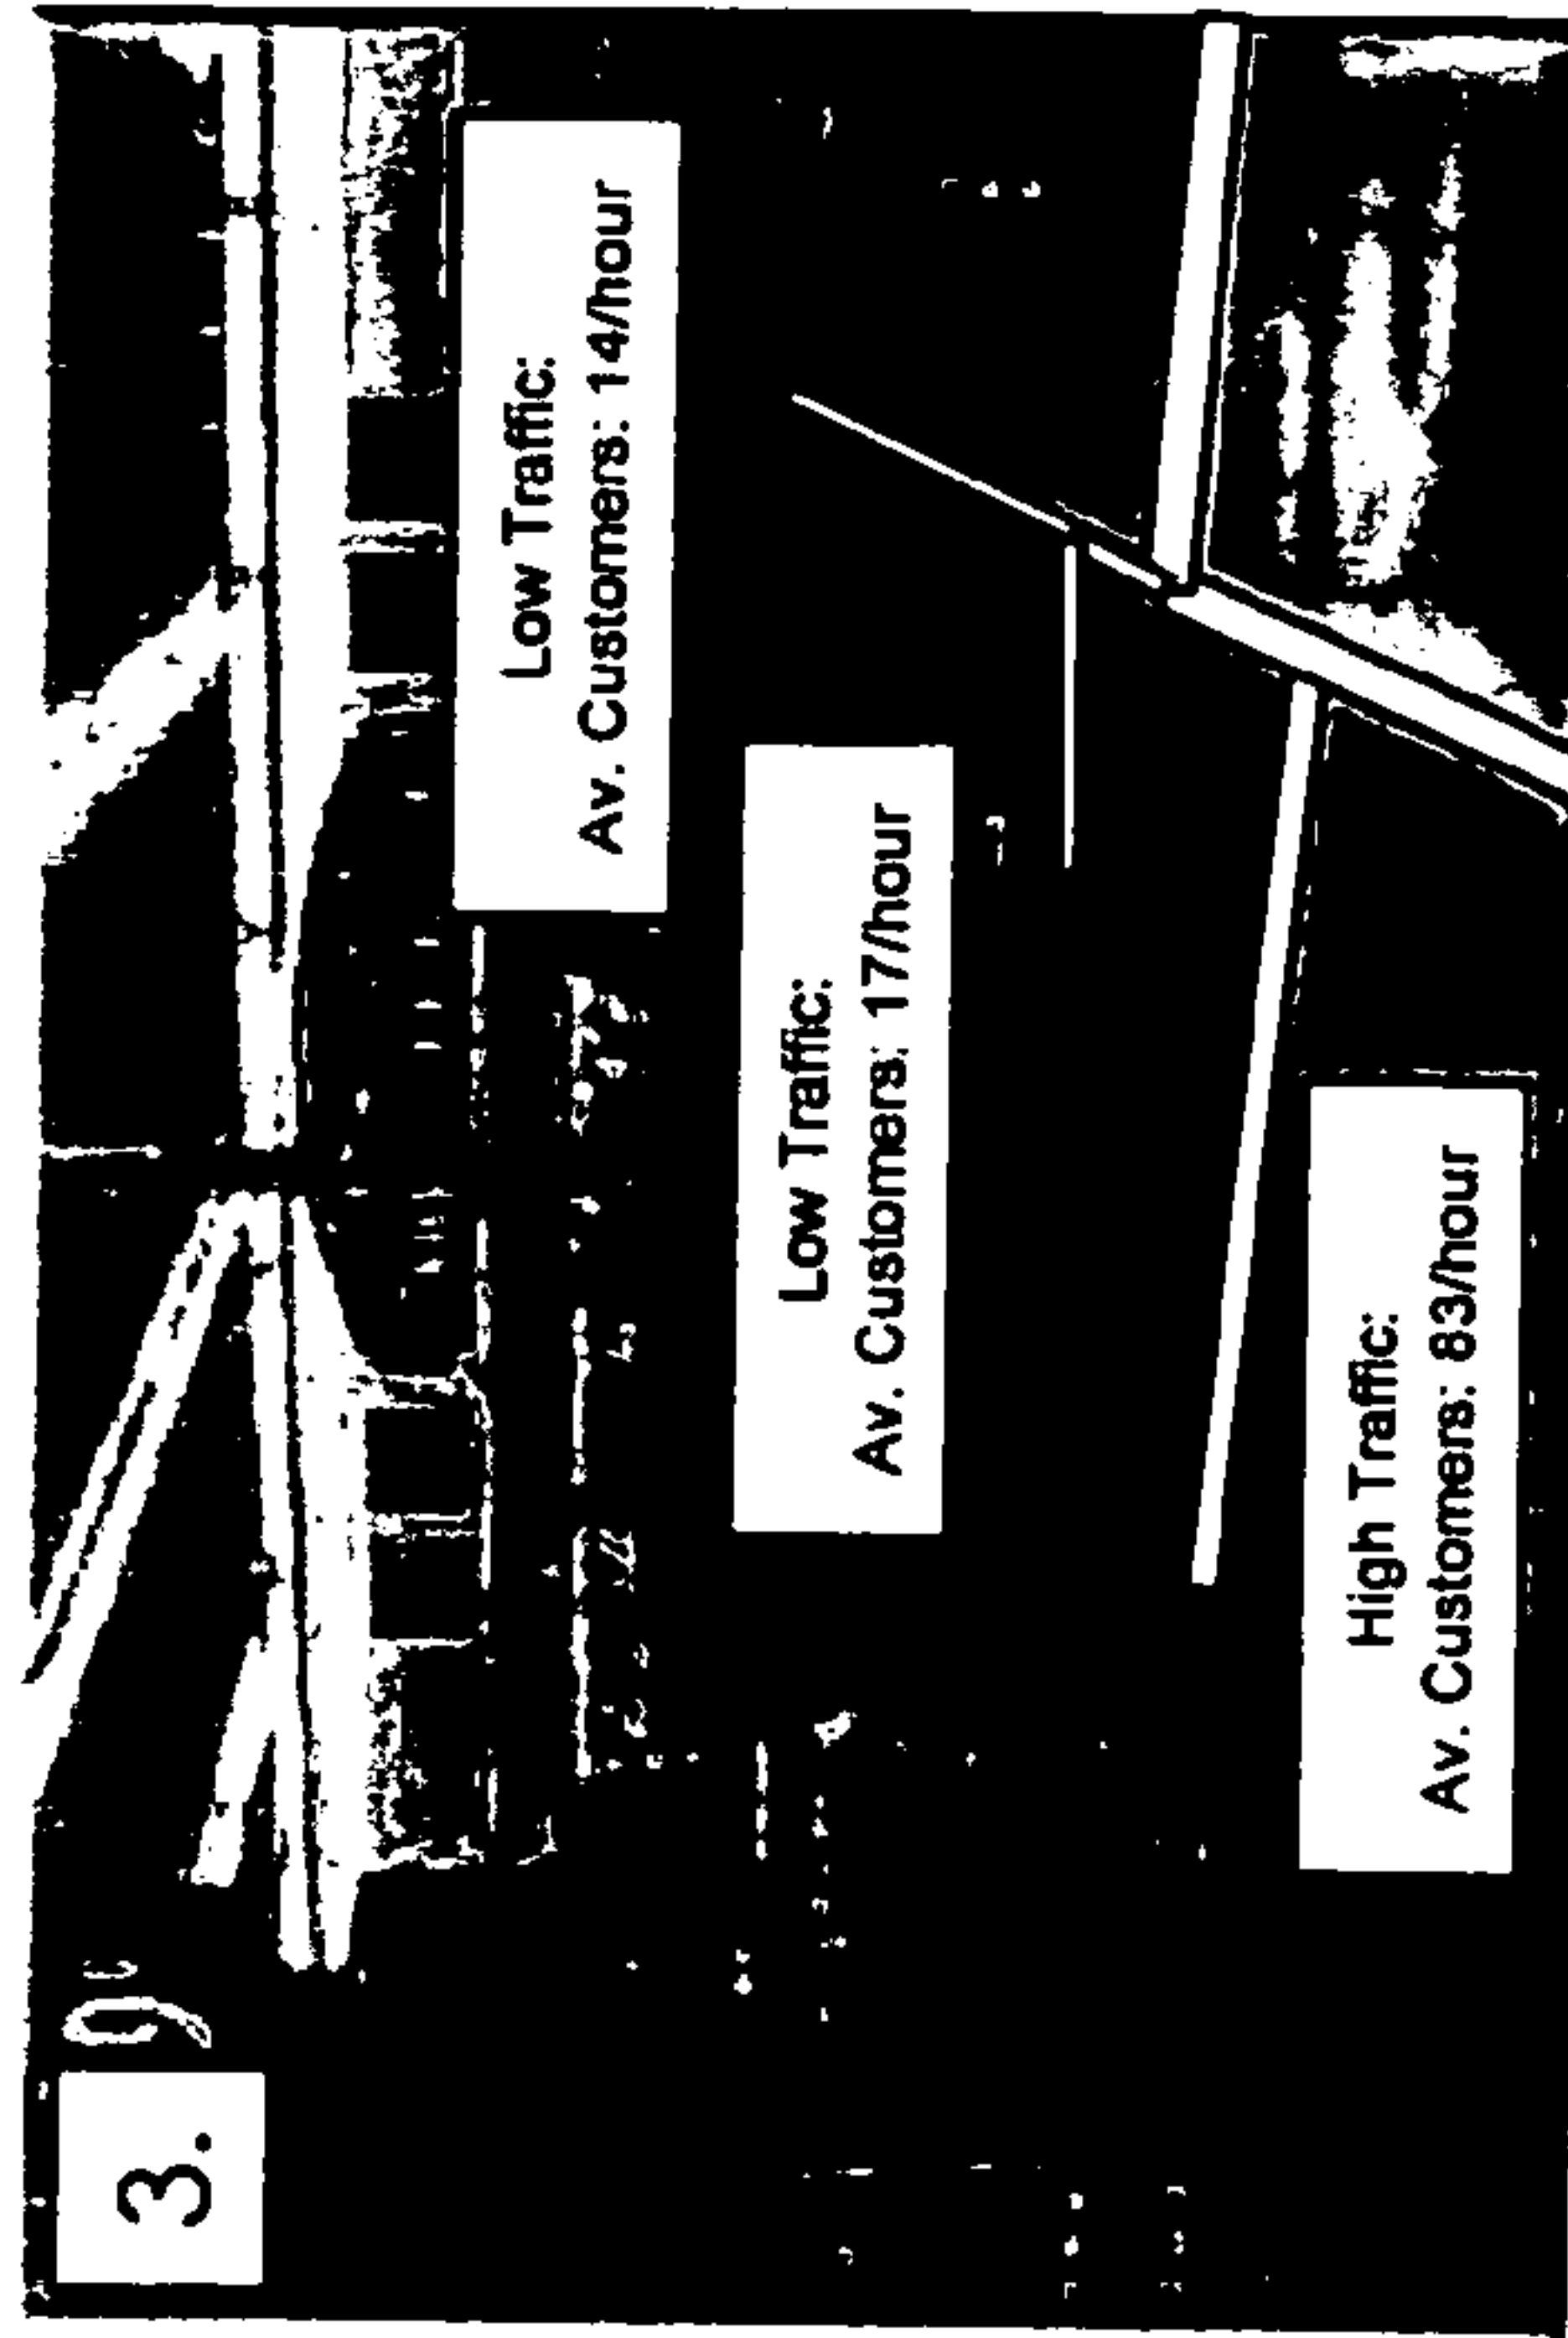 3.
Low Traffic:
Av. Customers: 14/hour
Low Traffic:
Av. Customers: 17/hour
High Traffic:
Av. Customers: 83/hour